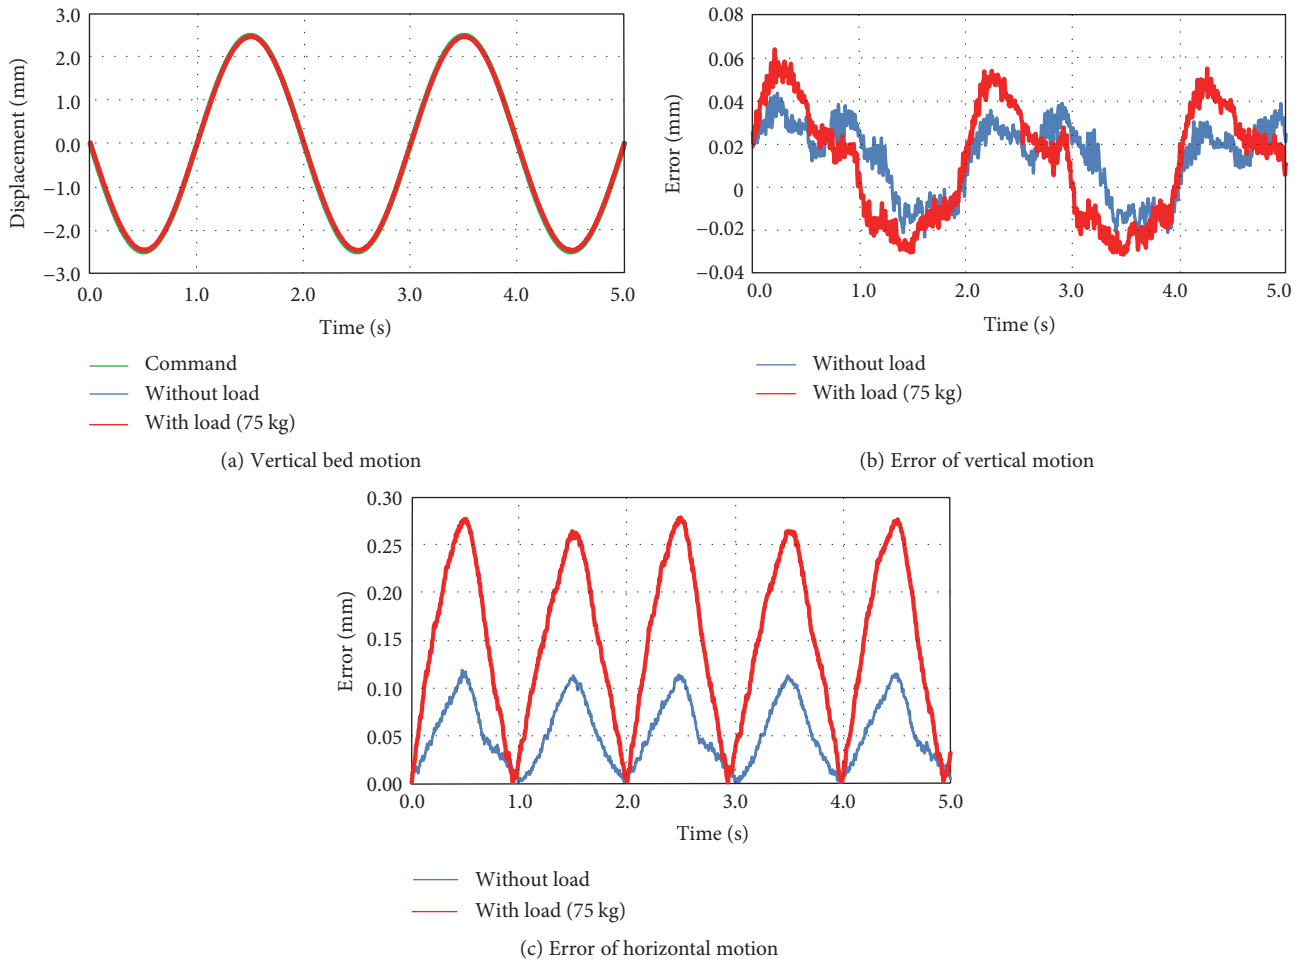 3.0
2.0
1.0
0.0
−1.0
−2.0
−3.0
Displacement (mm)
0.0 1.0 2.0 3.0 4.0 5.0
Time (s)
Command
Without load
With load (75 kg)
(a) Vertical bed motion
0.08
0.06
0.04
0.02
0
−0.02
−0.04
Error (mm)
0.0 1.0 2.0 3.0 4.0 5.0
Time (s)
Without load
With load (75 kg)
(b) Error of vertical motion
0.30
0.25
0.20
0.15
0.10
0.05
0.00
Error (mm)
0.0 1.0 2.0 3.0 4.0 5.0
Time (s)
Without load
With load (75 kg)
(c) Error of horizontal motion